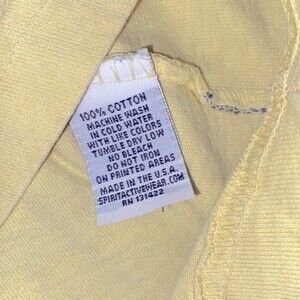 100% COTTON
MACHINE WASH
IN COLD WATER
WITH LIKE COLORS
TUMBLE DRY LOW
NO BLEACH
DO NOT IRON
ON PRINTED AREAS
MADE IN THE U.S.A.
SPIRITACTIVEWEAR.COM
RN 131422